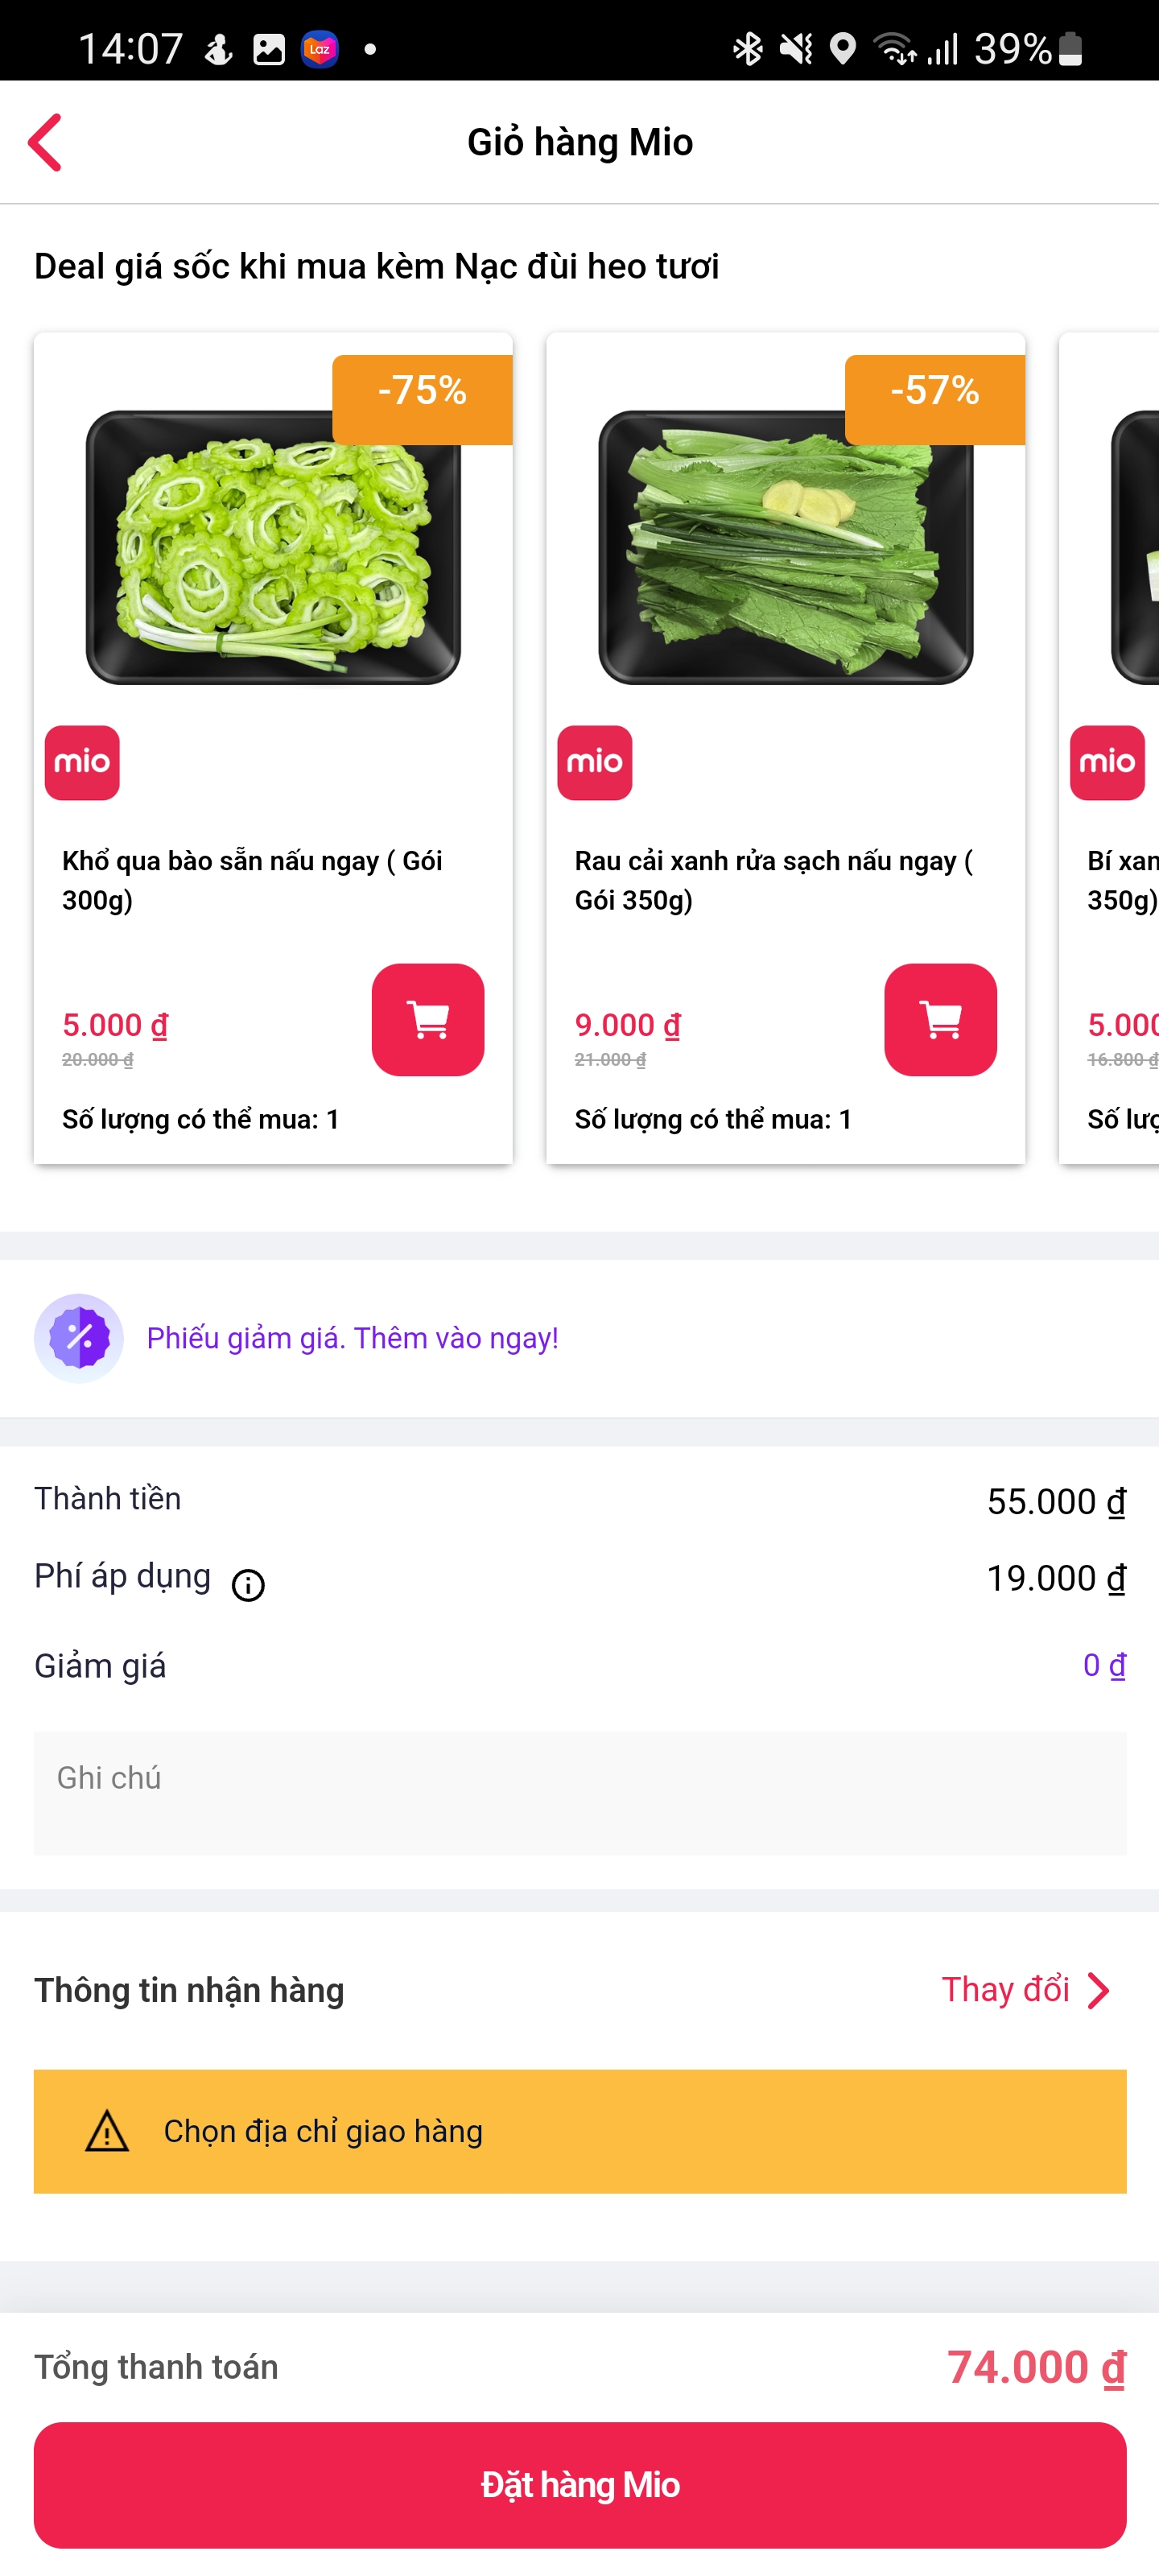 14:07
Laz
39%
Giỏ hàng Mio
Deal giá sốc khi mua kèm Nạc đùi heo tươi
-75%
-57%
mio
mio
mio
Khổ qua bào sẵn nấu ngay ( Gói
300g)
Rau cải xanh rửa sạch nấu ngay (
Gói 350g)
Bí xan
350g)
5.000 ₫
20.000 ₫
9.000 ₫
21.000 ₫
5.000
16.800 ₫
Số lượng có thể mua: 1
Số lượng có thể mua: 1
Số lượ
Phiếu giảm giá. Thêm vào ngay!
Thành tiền
55.000 ₫
Phí áp dụng
19.000 ₫
Giảm giá
0 ₫
Ghi chú
Thông tin nhận hàng
Thay đổi
Chọn địa chỉ giao hàng
Tổng thanh toán
74.000 ₫
Đặt hàng Mio